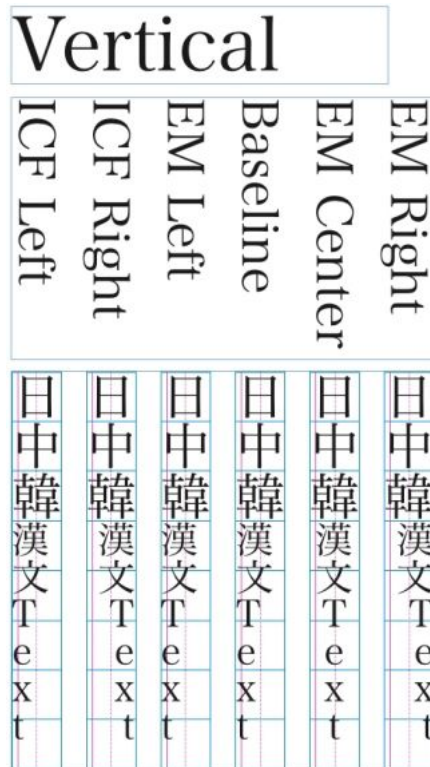 Vertical
ICF Left
ICF Right
EM Left
Baseline
EM Center
EM Right
日中韓漢文Text
日中韓漢文Text
日中韓漢文Text
日中韓漢文Text
日中韓漢文Text
日中韓漢文Text